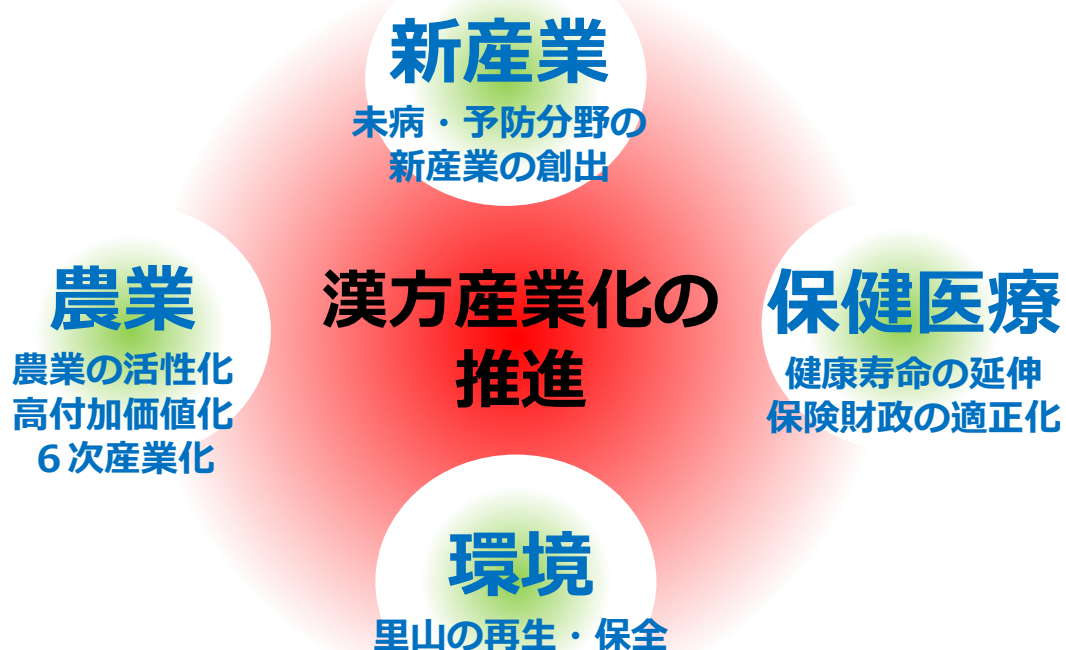 新産業
未病・予防分野の
新産業の創出
農業
農業の活性化
高付加価値化
６次産業化
漢方産業化の
推進
保健医療
健康寿命の延伸
保険財政の適正化
環境
里山の再生・保全